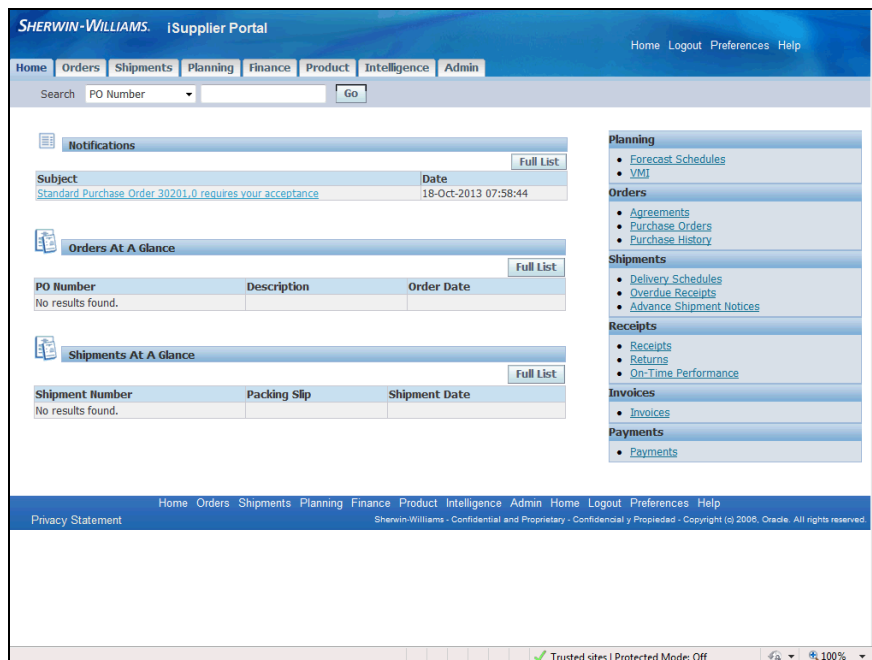 SHERWIN-WILLIAMS. iSupplier Portal
Home Logout Preferences Help
Home Orders Shipments Planning Finance Product Intelligence Admin
Search PO Number Go
Notifications
Full List
Subject Date
Standard Purchase Order 30201,0 requires your acceptance 18-Oct-2013 07:58:44
Orders At A Glance
Full List
PO Number Description Order Date
No results found.
Shipments At A Glance
Full List
Shipment Number Packing Slip Shipment Date
No results found.
Planning
Forecast Schedules
VMI
Orders
Agreements
Purchase Orders
Purchase History
Shipments
Delivery Schedules
Overdue Receipts
Advance Shipment Notices
Receipts
Receipts
Returns
On-Time Performance
Invoices
Invoices
Payments
Payments
Home Orders Shipments Planning Finance Product Intelligence Admin Home Logout Preferences Help
Privacy Statement Sherwin-Williams - Confidential and Proprietary - Confidencial y Propiedad - Copyright (c) 2006, Oracle. All rights reserved.
Trusted sites | Protected Mode: Off 100%